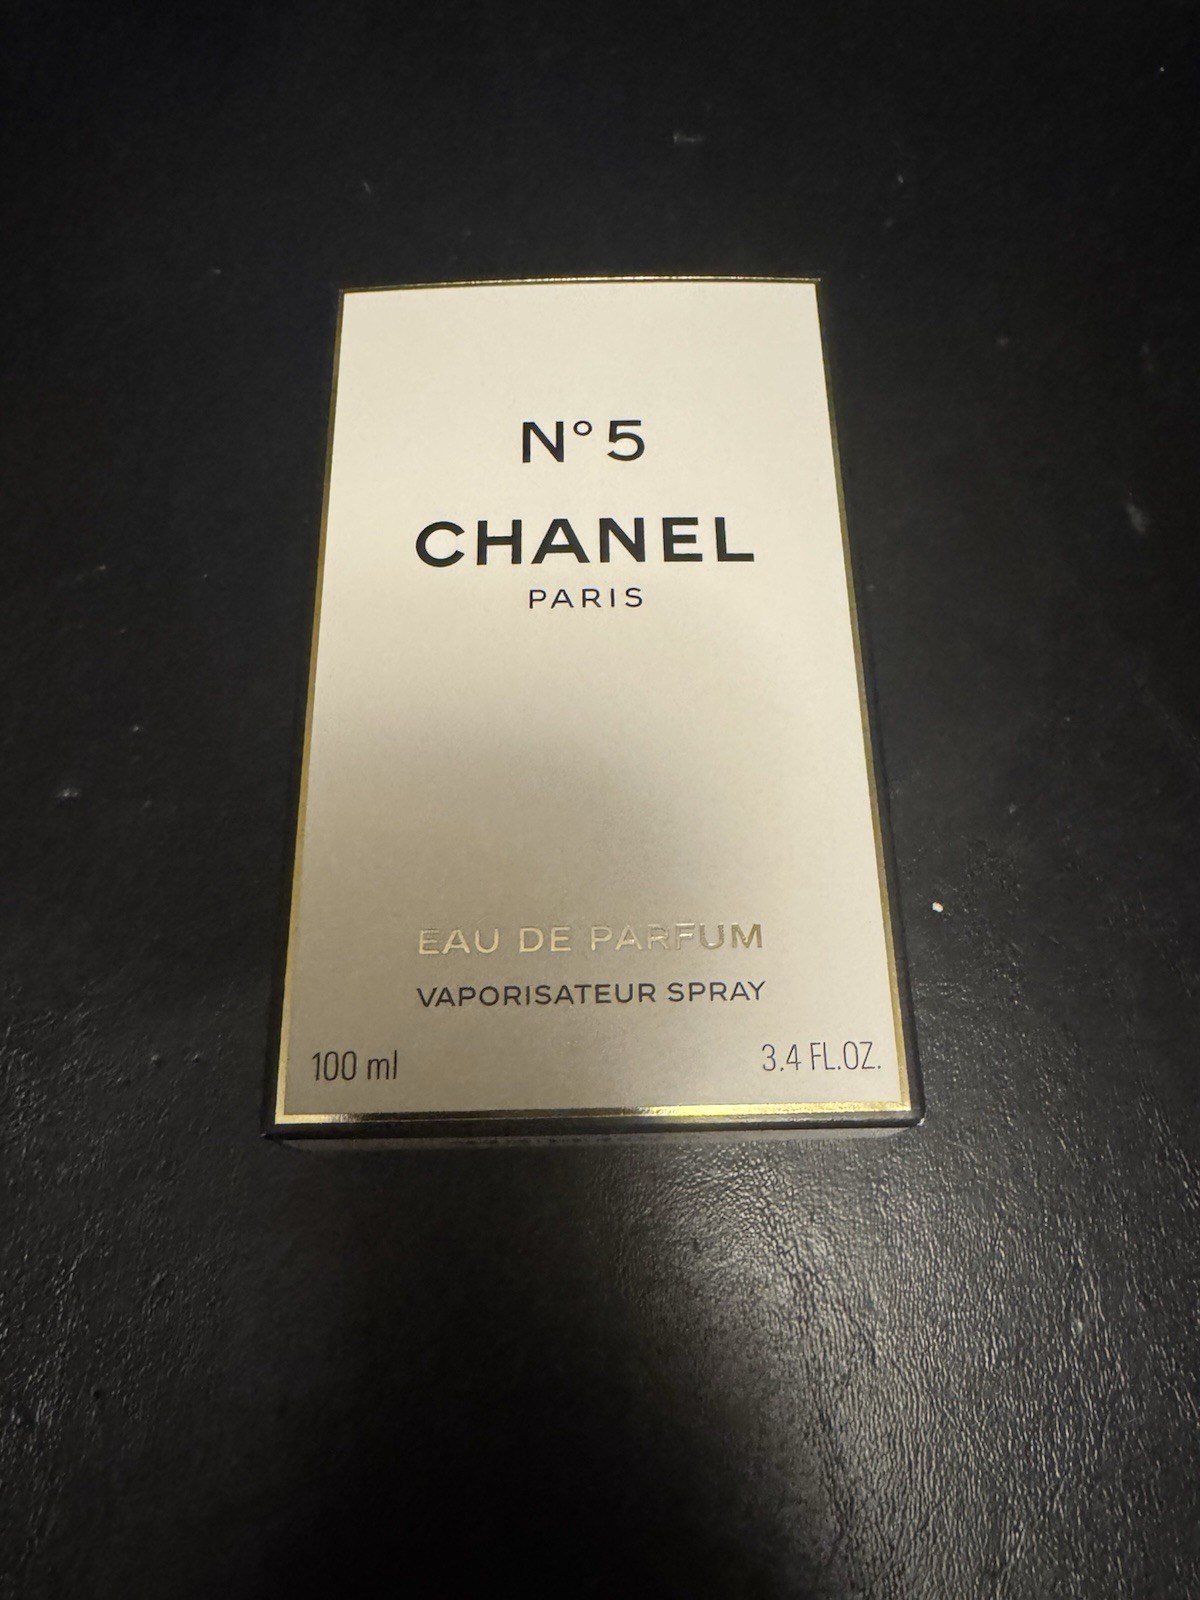 N°5
CHANEL
PARIS
EAU DE PARFUM
VAPORISATEUR SPRAY
100 ml 3.4 FL.OZ.